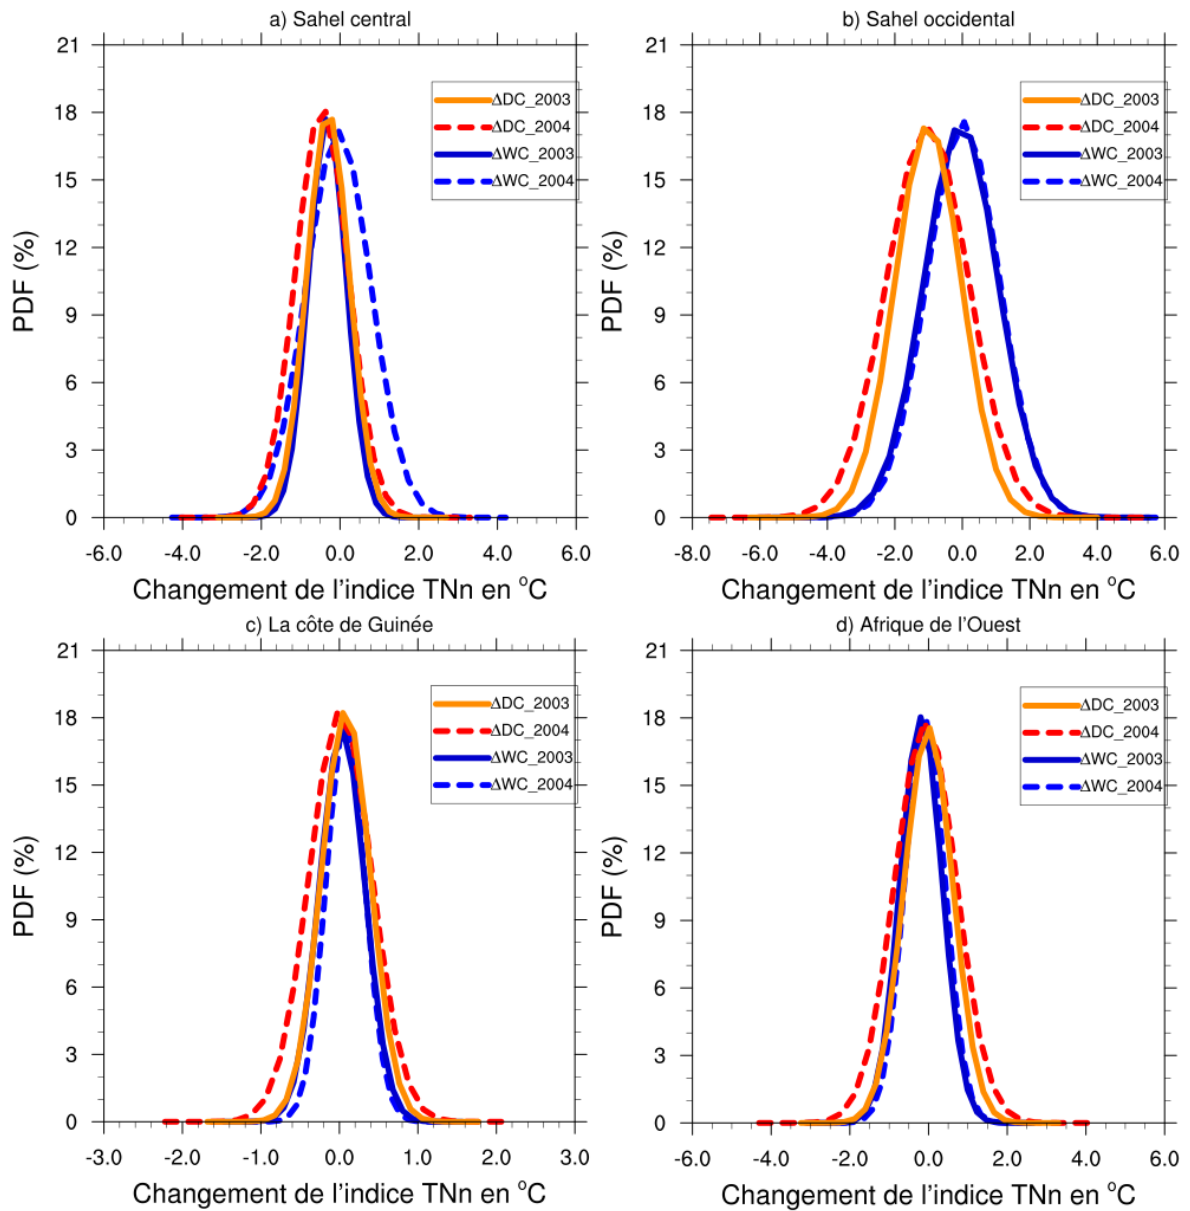 a) Sahel central
21
18
15
12
9
6
3
0
PDF (%)
ΔDC_2003
ΔDC_2004
ΔWC_2003
ΔWC_2004
-6.0 -4.0 -2.0 0.0 2.0 4.0 6.0
Changement de l'indice TNn en °C
b) Sahel occidental
21
18
15
12
9
6
3
0
PDF (%)
ΔDC_2003
ΔDC_2004
ΔWC_2003
ΔWC_2004
-8.0 -6.0 -4.0 -2.0 0.0 2.0 4.0 6.0
Changement de l'indice TNn en °C
c) La côte de Guinée
21
18
15
12
9
6
3
0
PDF (%)
ΔDC_2003
ΔDC_2004
ΔWC_2003
ΔWC_2004
-3.0 -2.0 -1.0 0.0 1.0 2.0 3.0
Changement de l'indice TNn en °C
d) Afrique de l'Ouest
21
18
15
12
9
6
3
0
PDF (%)
ΔDC_2003
ΔDC_2004
ΔWC_2003
ΔWC_2004
-6.0 -4.0 -2.0 0.0 2.0 4.0 6.0
Changement de l'indice TNn en °C